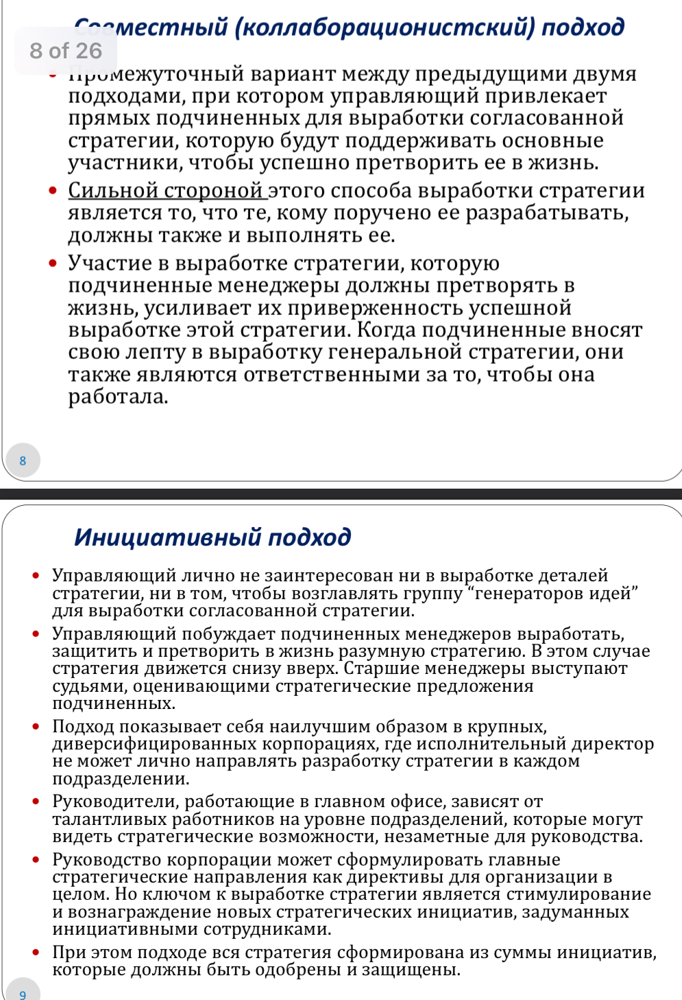 Совместный (коллаборационистский) подход
8 of 26
• Промежуточный вариант между предыдущими двумя
подходами, при котором управляющий привлекает
прямых подчиненных для выработки согласованной
стратегии, которую будут поддерживать основные
участники, чтобы успешно претворить ее в жизнь.
• Сильной стороной этого способа выработки стратегии
является то, что те, кому поручено ее разрабатывать,
должны также и выполнять ее.
• Участие в выработке стратегии, которую
подчиненные менеджеры должны претворять в
жизнь, усиливает их приверженность успешной
выработке этой стратегии. Когда подчиненные вносят
свою лепту в выработку генеральной стратегии, они
также являются ответственными за то, чтобы она
работала.
8
Инициативный подход
• Управляющий лично не заинтересован ни в выработке деталей
стратегии, ни в том, чтобы возглавлять группу “генераторов идей”
для выработки согласованной стратегии.
• Управляющий побуждает подчиненных менеджеров выработать,
защитить и претворить в жизнь разумную стратегию. В этом случае
стратегия движется снизу вверх. Старшие менеджеры выступают
судьями, оценивающими стратегические предложения
подчиненных.
• Подход показывает себя наилучшим образом в крупных,
диверсифицированных корпорациях, где исполнительный директор
не может лично направлять разработку стратегии в каждом
подразделении.
• Руководители, работающие в главном офисе, зависят от
талантливых работников на уровне подразделений, которые могут
видеть стратегические возможности, незаметные для руководства.
• Руководство корпорации может сформулировать главные
стратегические направления как директивы для организации в
целом. Но ключом к выработке стратегии является стимулирование
и вознаграждение новых стратегических инициатив, задуманных
инициативными сотрудниками.
• При этом подходе вся стратегия сформирована из суммы инициатив,
которые должны быть одобрены и защищены.
9